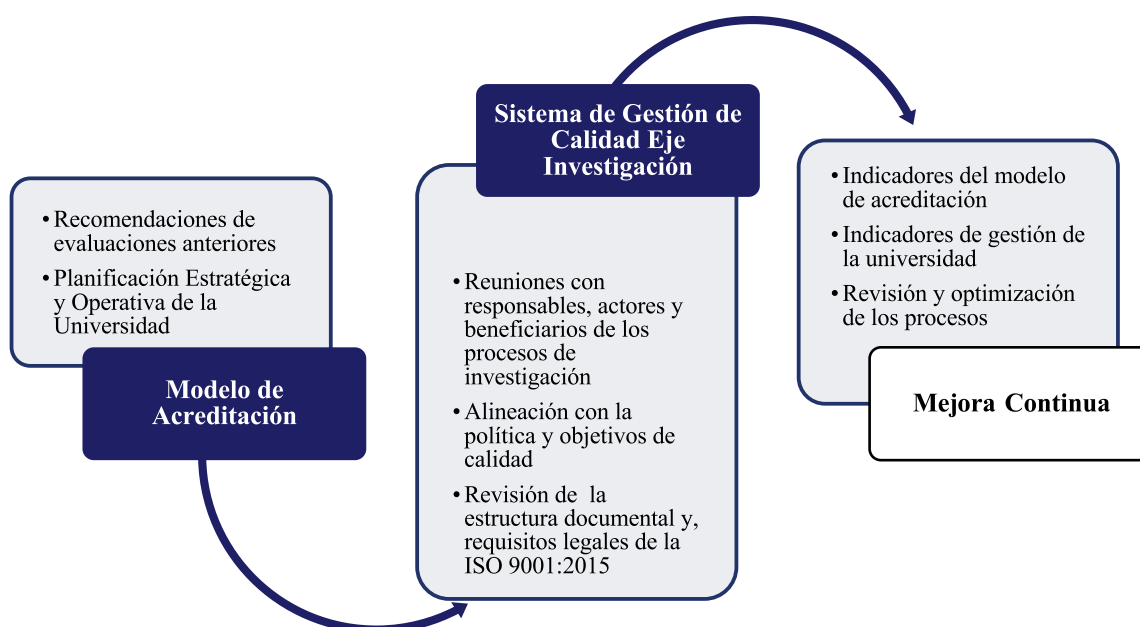 • Recomendaciones de
evaluaciones anteriores
• Planificación Estratégica
y Operativa de la
Universidad
Modelo de
Acreditación
Sistema de Gestión de
Calidad Eje
Investigación
• Reuniones con
responsables, actores y
beneficiarios de los
procesos de
investigación
• Alineación con la
política y objetivos de
calidad
• Revisión de la
estructura documental y,
requisitos legales de la
ISO 9001:2015
• Indicadores del modelo
de acreditación
• Indicadores de gestión de
la universidad
• Revisión y optimización
de los procesos
Mejora Continua